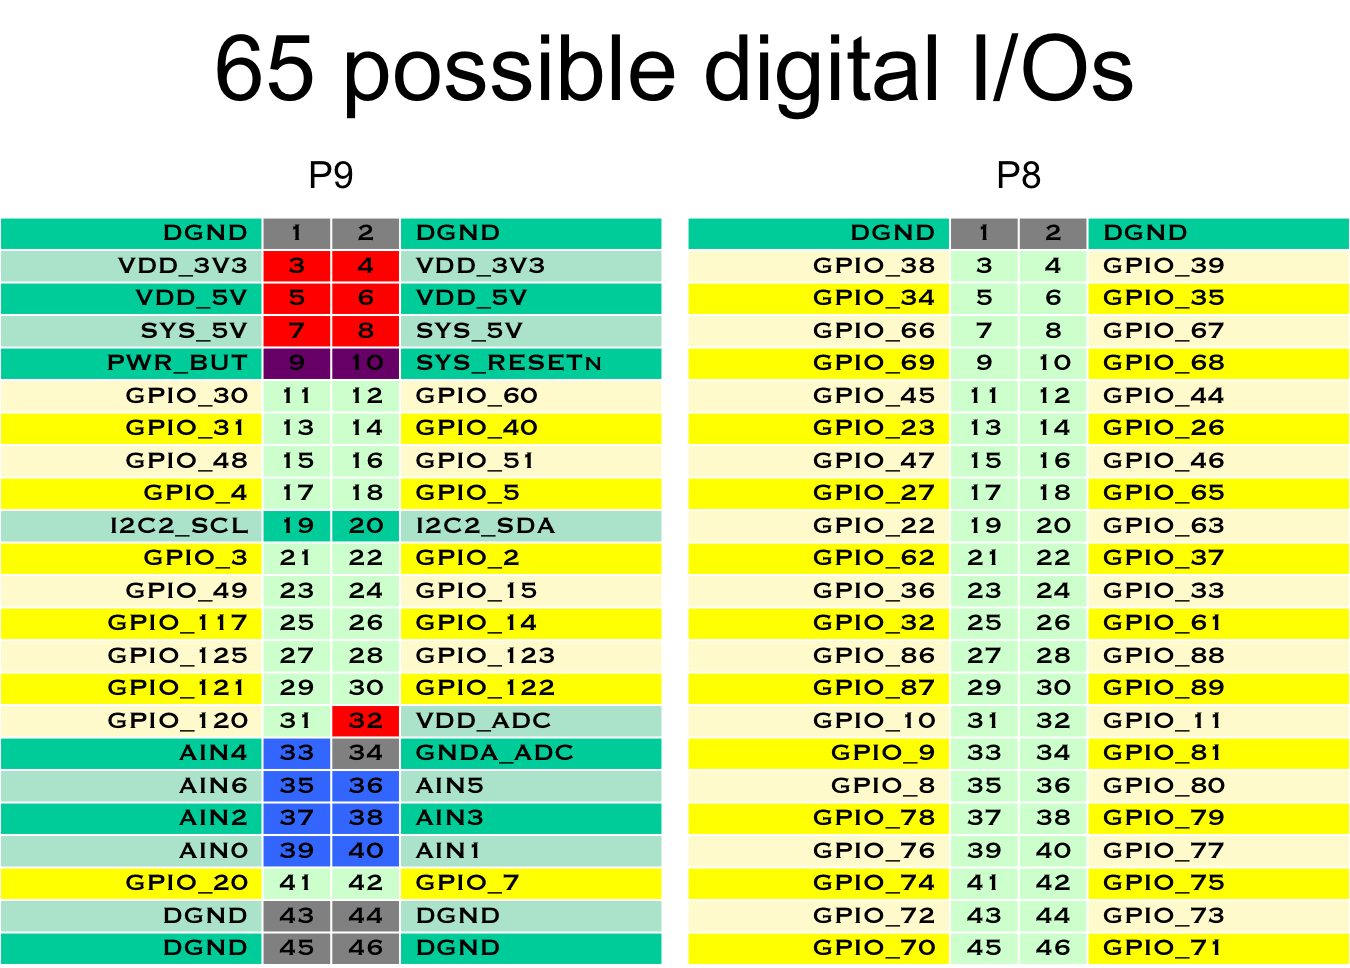 65 possible digital I/Os
P9
DGND 1 2 DGND
VDD_3V3 3 4 VDD_3V3
VDD_5V 5 6 VDD_5V
SYS_5V 7 8 SYS_5V
PWR_BUT 9 10 SYS_RESETN
GPIO_30 11 12 GPIO_60
GPIO_31 13 14 GPIO_40
GPIO_48 15 16 GPIO_51
GPIO_4 17 18 GPIO_5
I2C2_SCL 19 20 I2C2_SDA
GPIO_3 21 22 GPIO_2
GPIO_49 23 24 GPIO_15
GPIO_117 25 26 GPIO_14
GPIO_125 27 28 GPIO_123
GPIO_121 29 30 GPIO_122
GPIO_120 31 32 VDD_ADC
AIN4 33 34 GNDA_ADC
AIN6 35 36 AIN5
AIN2 37 38 AIN3
AIN0 39 40 AIN1
GPIO_20 41 42 GPIO_7
DGND 43 44 DGND
DGND 45 46 DGND
P8
DGND 1 2 DGND
GPIO_38 3 4 GPIO_39
GPIO_34 5 6 GPIO_35
GPIO_66 7 8 GPIO_67
GPIO_69 9 10 GPIO_68
GPIO_45 11 12 GPIO_44
GPIO_23 13 14 GPIO_26
GPIO_47 15 16 GPIO_46
GPIO_27 17 18 GPIO_65
GPIO_22 19 20 GPIO_63
GPIO_62 21 22 GPIO_37
GPIO_36 23 24 GPIO_33
GPIO_32 25 26 GPIO_61
GPIO_86 27 28 GPIO_88
GPIO_87 29 30 GPIO_89
GPIO_10 31 32 GPIO_11
GPIO_9 33 34 GPIO_81
GPIO_8 35 36 GPIO_80
GPIO_78 37 38 GPIO_79
GPIO_76 39 40 GPIO_77
GPIO_74 41 42 GPIO_75
GPIO_72 43 44 GPIO_73
GPIO_70 45 46 GPIO_71